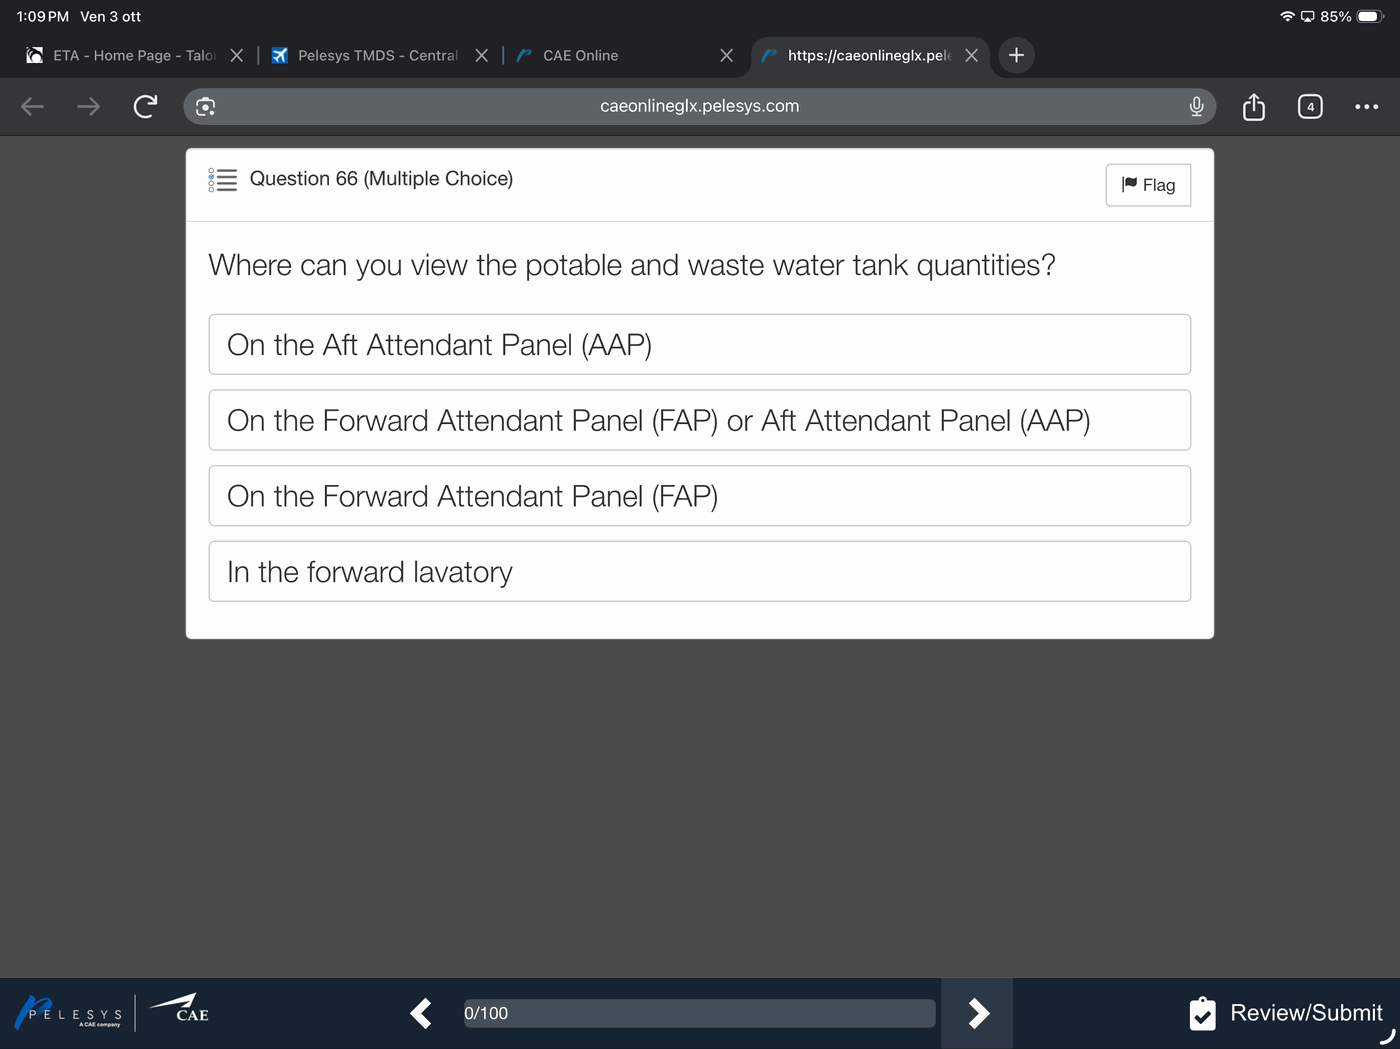 1:09 PM Ven 3 ott
85%
ETA - Home Page - Talo
Pelesys TMDS - Central
CAE Online
https://caeonlineglx.pele
caeonlineglx.pelesys.com
4
Question 66 (Multiple Choice)
Flag
Where can you view the potable and waste water tank quantities?
On the Aft Attendant Panel (AAP)
On the Forward Attendant Panel (FAP) or Aft Attendant Panel (AAP)
On the Forward Attendant Panel (FAP)
In the forward lavatory
PELESYS
A CAE company
CAE
0/100
Review/Submit